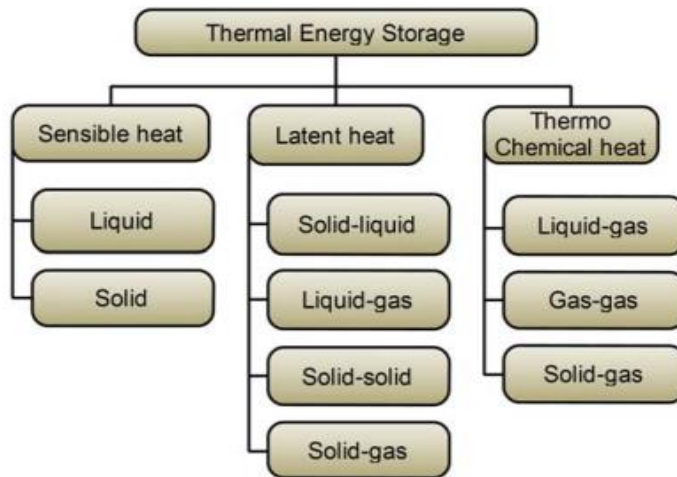 Thermal Energy Storage
Sensible heat
Liquid
Solid
Latent heat
Solid-liquid
Liquid-gas
Solid-solid
Solid-gas
Thermo
Chemical heat
Liquid-gas
Gas-gas
Solid-gas